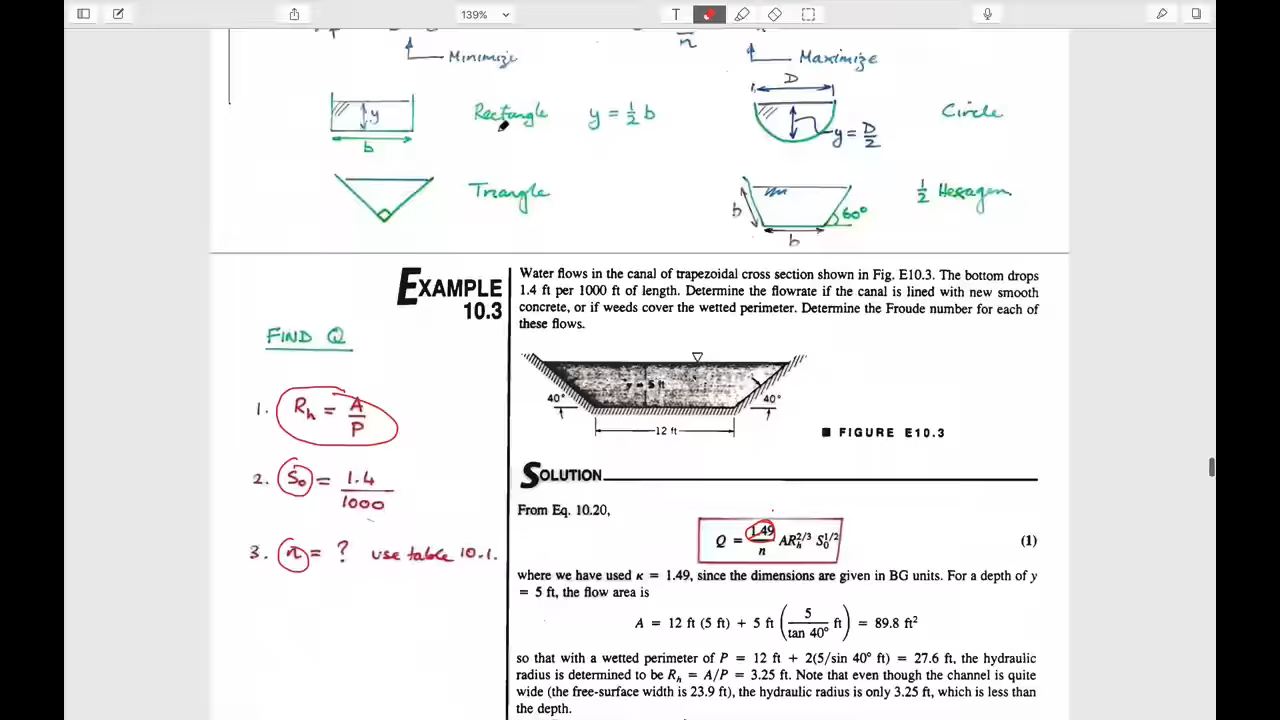 139%
T
n
Minimize
Maximize
D
y
Rectangle y = 1/2 b
b
y = D/2
Circle
Triangle
b
60°
1/2 Hexagon
b
EXAMPLE
10.3
Water flows in the canal of trapezoidal cross section shown in Fig. E10.3. The bottom drops
1.4 ft per 1000 ft of length. Determine the flowrate if the canal is lined with new smooth
concrete, or if weeds cover the wetted perimeter. Determine the Froude number for each of
these flows.
FIND Q
y = 5 ft
40°
40°
12 ft
■ FIGURE E10.3
1. Rh = A/P
2. S0 = 1.4/1000
3. n = ? use table 10.1.
SOLUTION
From Eq. 10.20,
Q = 1.49/n ARh^2/3 S0^1/2 (1)
where we have used κ = 1.49, since the dimensions are given in BG units. For a depth of y
= 5 ft, the flow area is
A = 12 ft (5 ft) + 5 ft (5/tan 40° ft) = 89.8 ft²
so that with a wetted perimeter of P = 12 ft + 2(5/sin 40° ft) = 27.6 ft, the hydraulic
radius is determined to be Rh = A/P = 3.25 ft. Note that even though the channel is quite
wide (the free-surface width is 23.9 ft), the hydraulic radius is only 3.25 ft, which is less than
the depth.